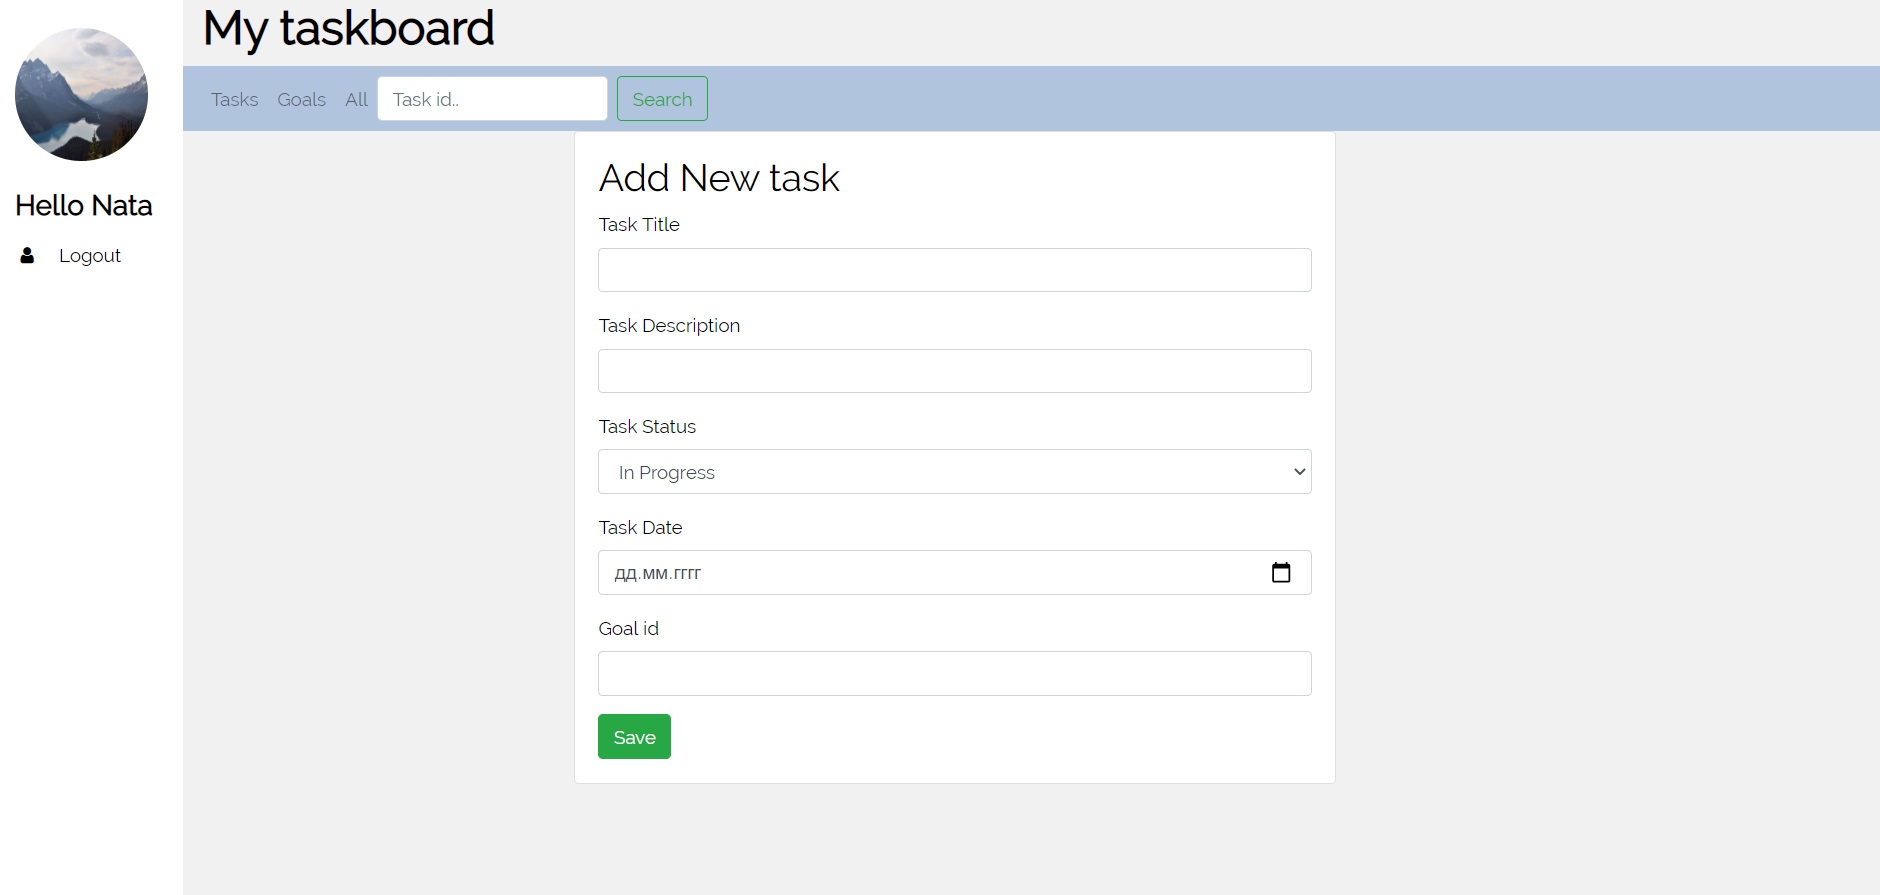 My taskboard
Tasks Goals All Task id.. Search
Hello Nata
Logout
Add New task
Task Title
Task Description
Task Status
In Progress
Task Date
дд.мм.гггг
Goal id
Save